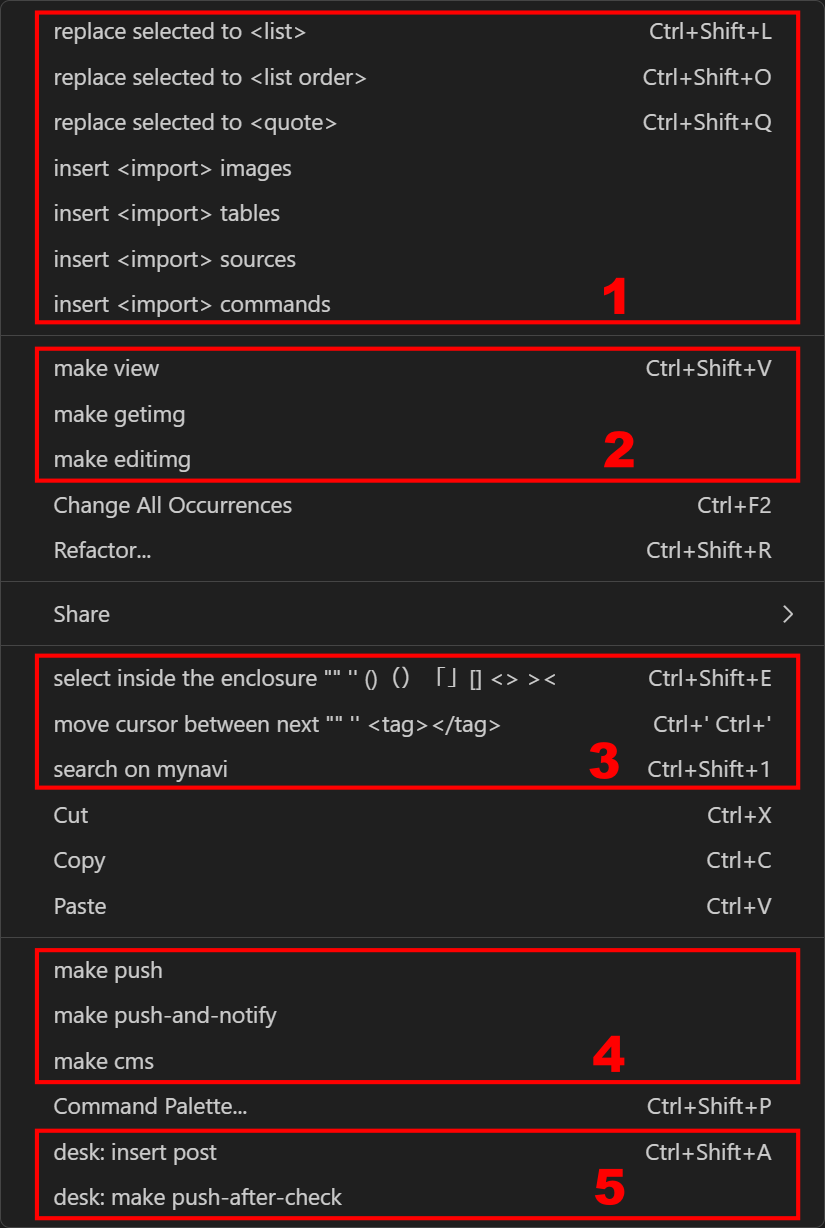 replace selected to <list> Ctrl+Shift+L
replace selected to <list order> Ctrl+Shift+O
replace selected to <quote> Ctrl+Shift+Q
insert <import> images
insert <import> tables
insert <import> sources
insert <import> commands
1
make view Ctrl+Shift+V
make getimg
make editimg
2
Change All Occurrences Ctrl+F2
Refactor... Ctrl+Shift+R
Share
select inside the enclosure "" '' () （） 「」 [] <> >< Ctrl+Shift+E
move cursor between next "" '' <tag></tag> Ctrl+' Ctrl+'
search on mynavi Ctrl+Shift+1
3
Cut Ctrl+X
Copy Ctrl+C
Paste Ctrl+V
make push
make push-and-notify
make cms
4
Command Palette... Ctrl+Shift+P
desk: insert post Ctrl+Shift+A
desk: make push-after-check
5